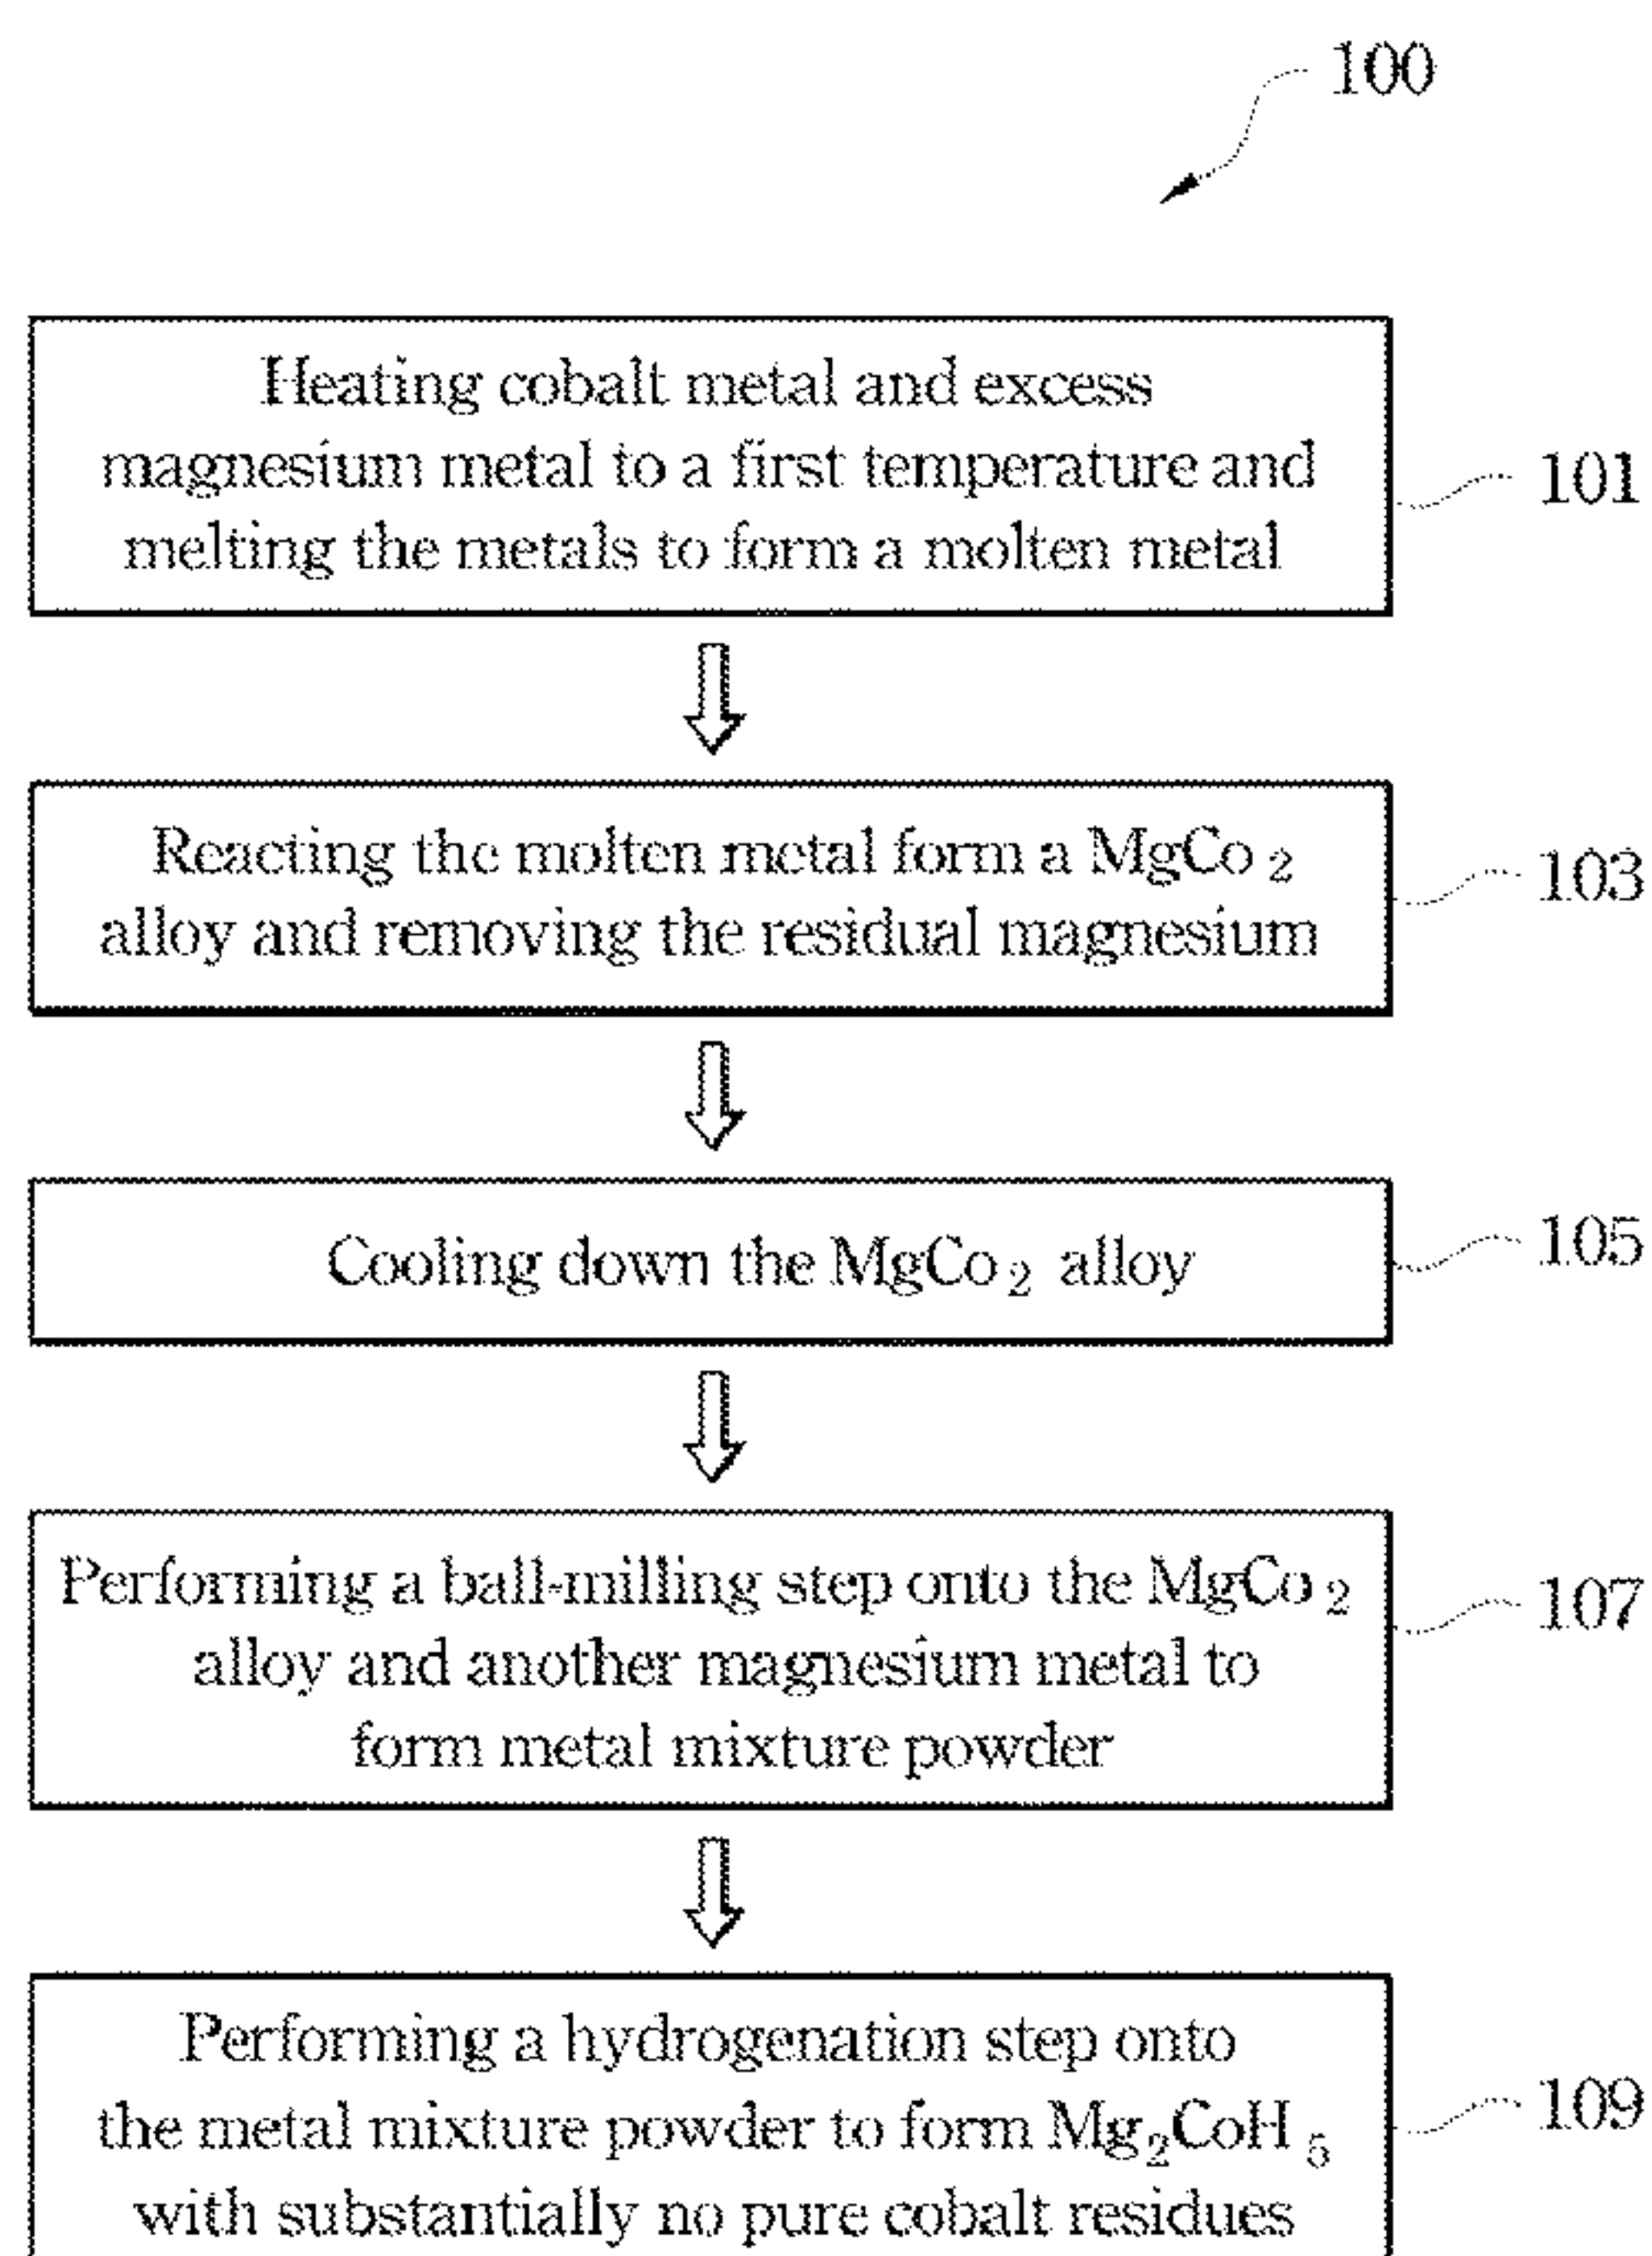 100
Heating cobalt metal and excess
magnesium metal to a first temperature and
melting the metals to form a molten metal
101
Reacting the molten metal form a MgCo₂
alloy and removing the residual magnesium
103
Cooling down the MgCo₂ alloy
105
Performing a ball-milling step onto the MgCo₂
alloy and another magnesium metal to
form metal mixture powder
107
Performing a hydrogenation step onto
the metal mixture powder to form Mg₂CoH₅
with substantially no pure cobalt residues
109